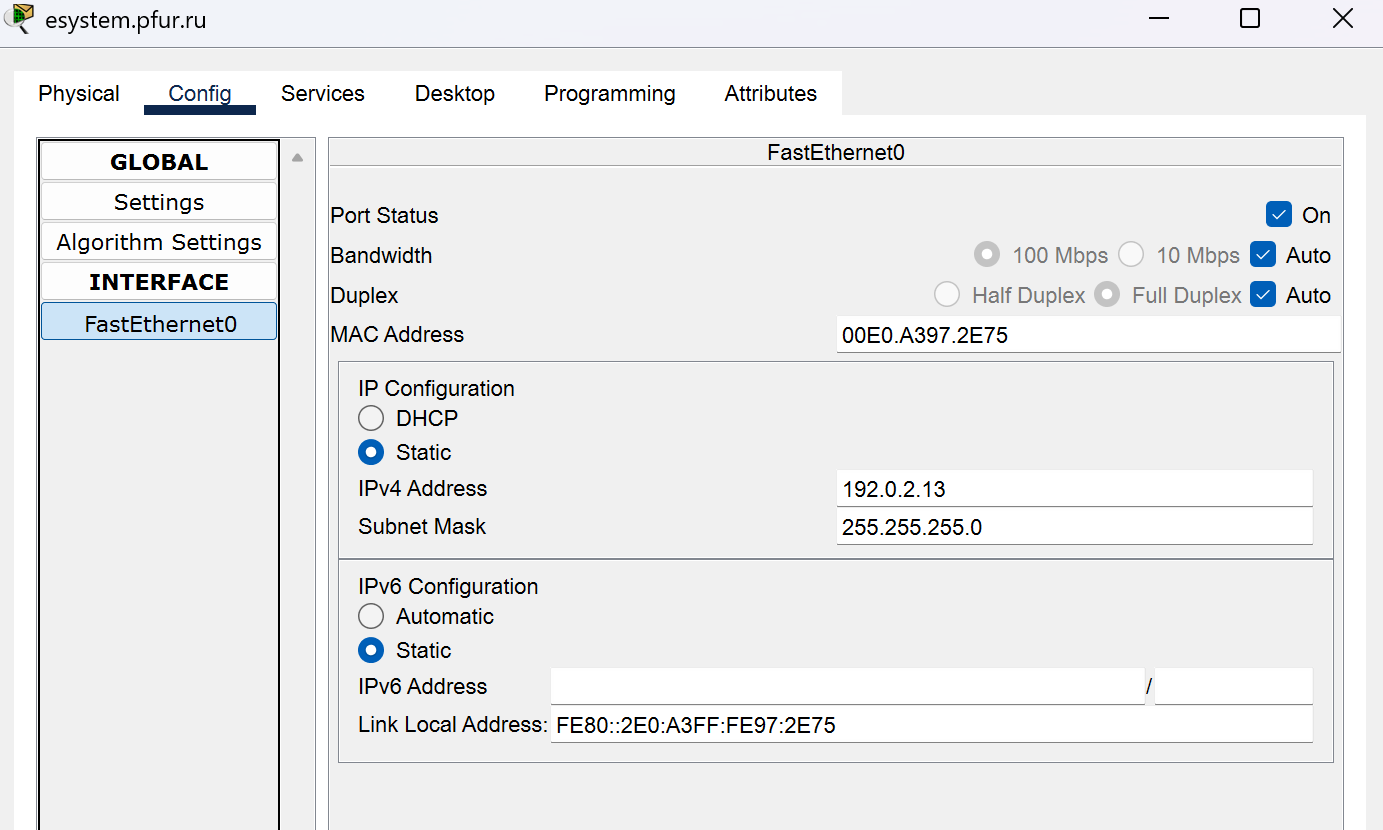 esystem.pfur.ru
Physical Config Services Desktop Programming Attributes
GLOBAL
Settings
Algorithm Settings
INTERFACE
FastEthernet0
FastEthernet0
Port Status On
Bandwidth 100 Mbps 10 Mbps Auto
Duplex Half Duplex Full Duplex Auto
MAC Address 00E0.A397.2E75
IP Configuration
DHCP
Static
IPv4 Address 192.0.2.13
Subnet Mask 255.255.255.0
IPv6 Configuration
Automatic
Static
IPv6 Address /
Link Local Address: FE80::2E0:A3FF:FE97:2E75